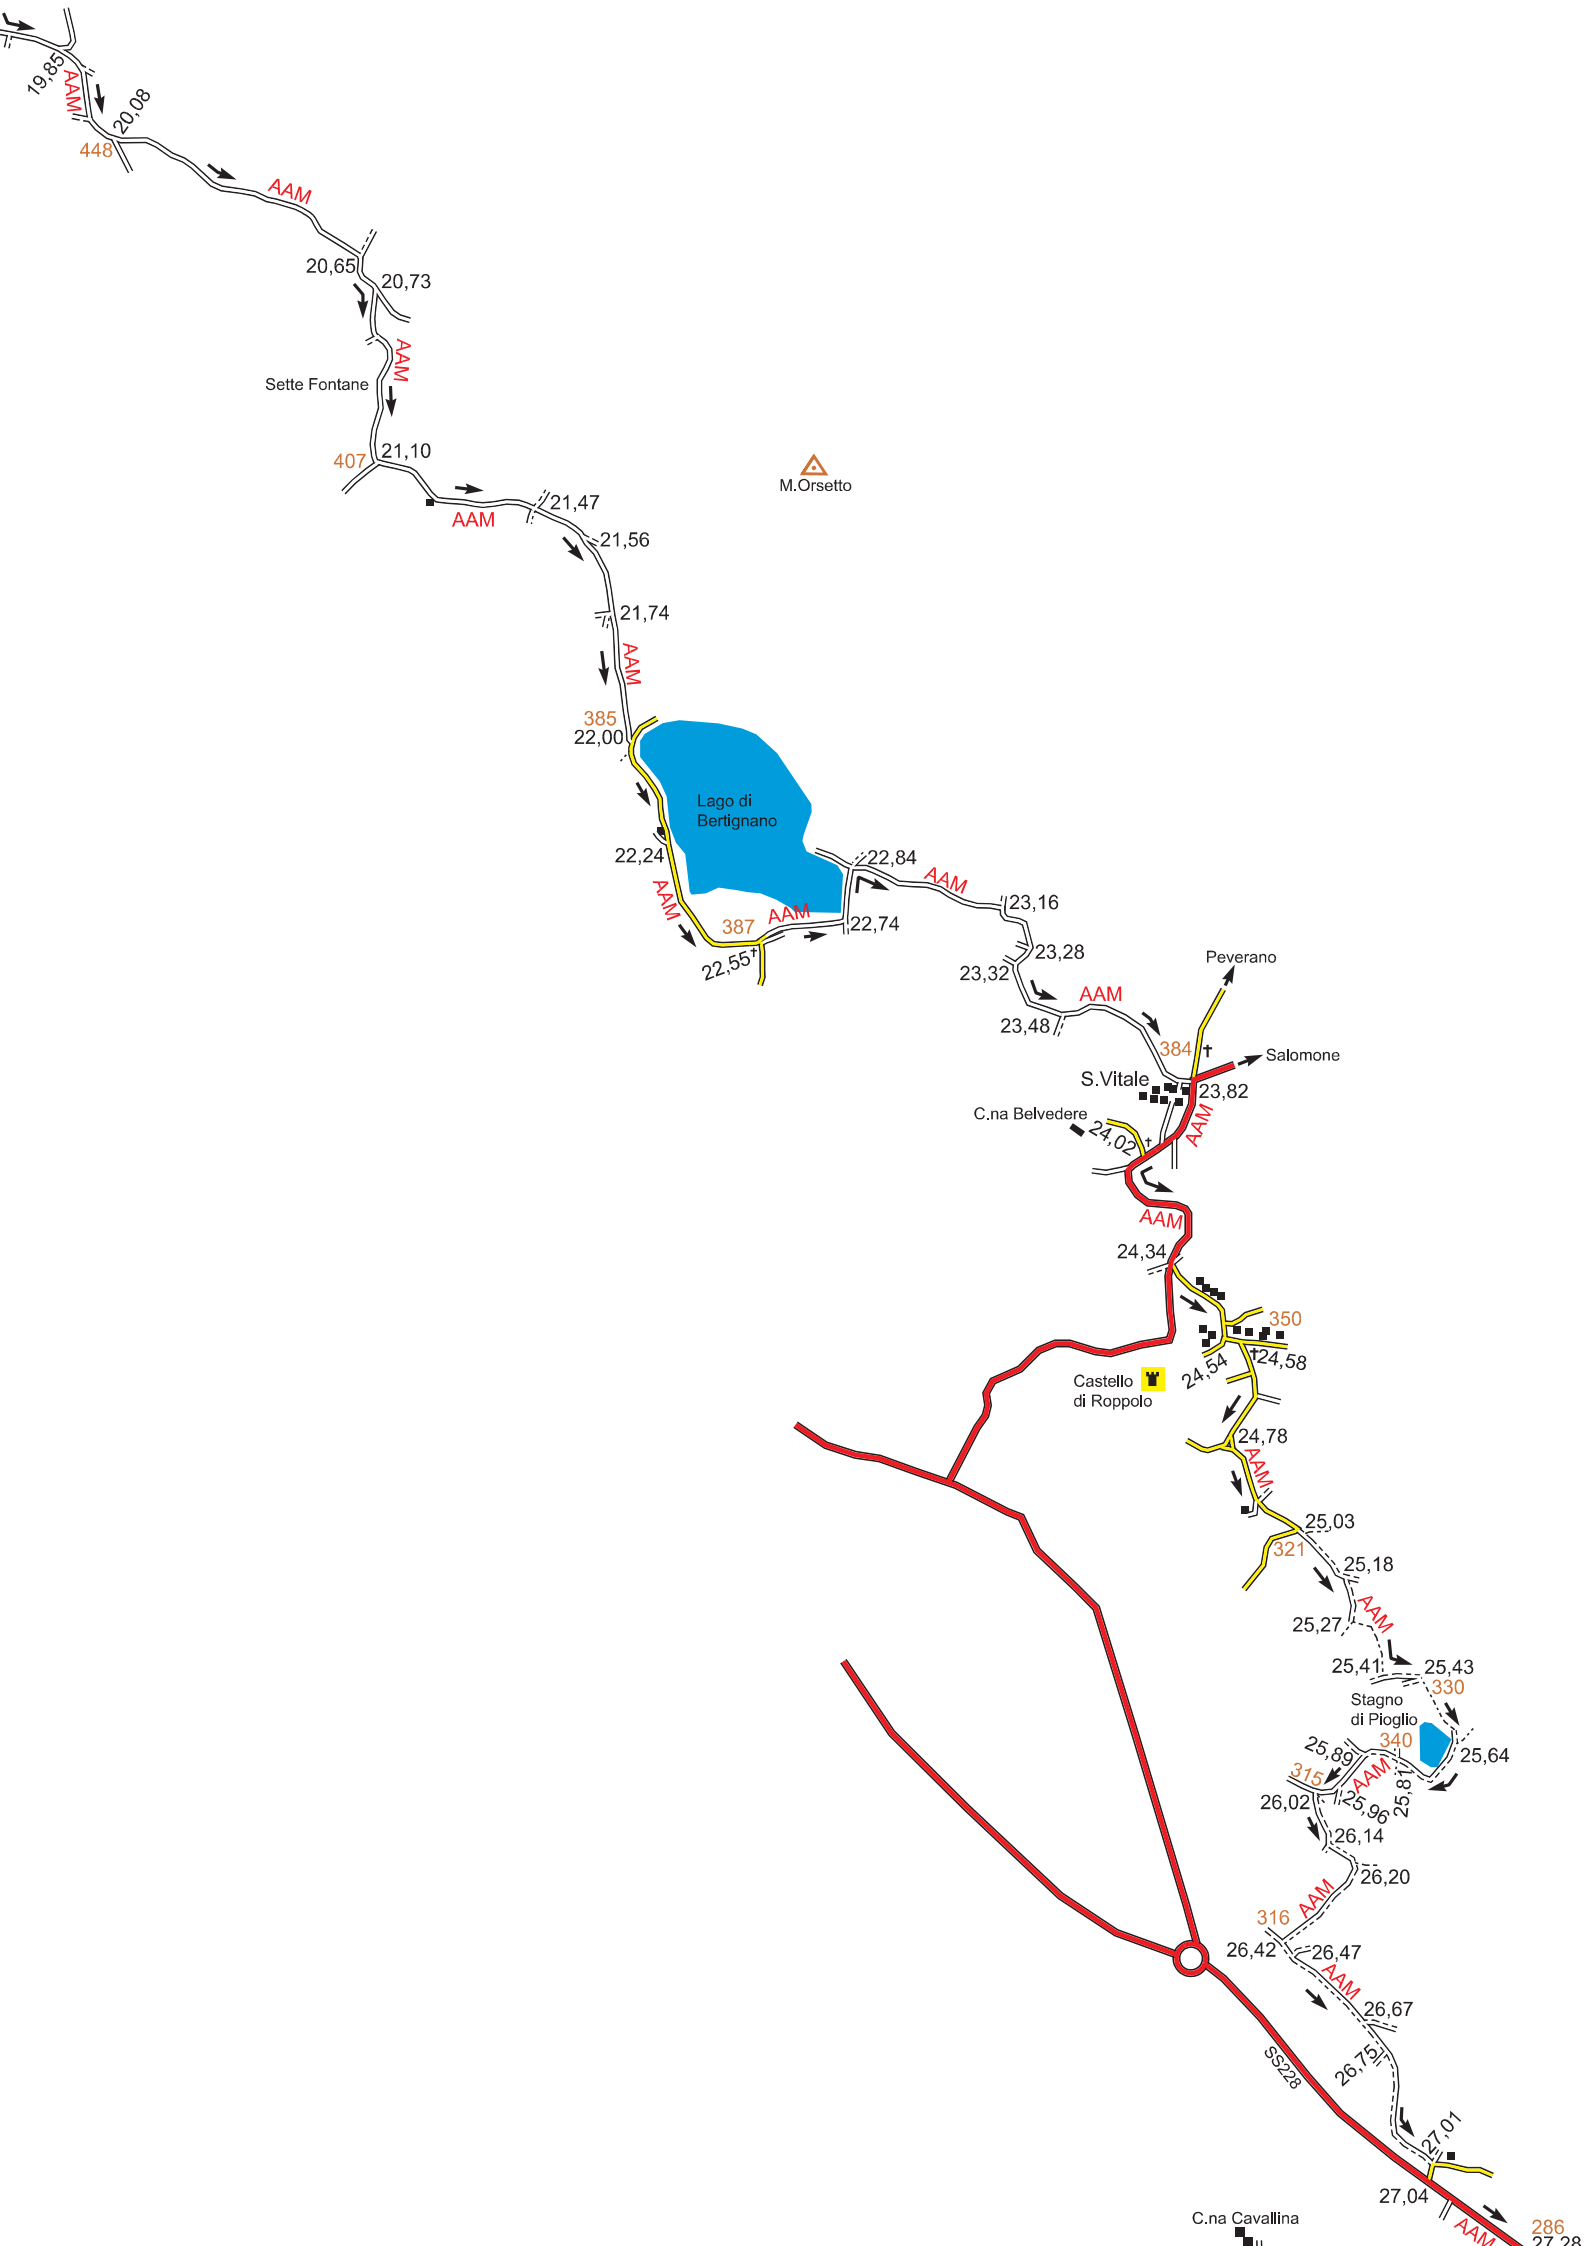 19,85
AAM
20,08
448
AAM
20,65
20,73
AAM
Sette Fontane
407
21,10
AAM
21,47
21,56
M.Orsetto
21,74
AAM
385
22,00
Lago di
Bertignano
22,24
AAM
387
AAM
22,55
22,74
22,84
AAM
23,16
23,28
23,32
23,48
AAM
Peverano
384
Salomone
S.Vitale
23,82
AAM
C.na Belvedere
24,02
AAM
24,34
350
24,54
24,58
Castello
di Roppolo
24,78
AAM
25,03
321
25,18
AAM
25,27
25,41
25,43
330
Stagno
di Pioglio
340
25,64
25,89
315
AAM
25,81
25,96
26,02
26,14
26,20
AAM
316
26,42
26,47
AAM
26,67
26,75
SS228
27,01
27,04
C.na Cavallina
AAM
286
27,28